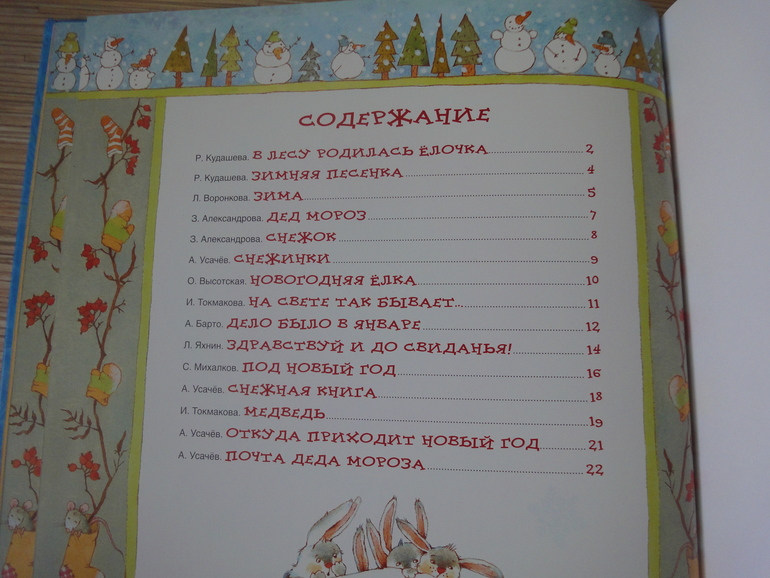 СОДЕРЖАНИЕ
Р. Кудашева. В ЛЕСУ РОДИЛАСЬ ЁЛОЧКА 2
Р. Кудашева. ЗИМНЯЯ ПЕСЕНКА 4
Л. Воронкова. ЗИМА 5
З. Александрова. ДЕД МОРОЗ 7
З. Александрова. СНЕЖОК 8
А. Усачёв. СНЕЖИНКИ 9
О. Высотская. НОВОГОДНЯЯ ЁЛКА 10
И. Токмакова. НА СВЕТЕ ТАК БЫВАЕТ... 11
А. Барто. ДЕЛО БЫЛО В ЯНВАРЕ 12
Л. Яхнин. ЗДРАВСТВУЙ И ДО СВИДАНЬЯ! 14
С. Михалков. ПОД НОВЫЙ ГОД 16
А. Усачёв. СНЕЖНАЯ КНИГА 18
И. Токмакова. МЕДВЕДЬ 19
А. Усачёв. ОТКУДА ПРИХОДИТ НОВЫЙ ГОД 21
А. Усачёв. ПОЧТА ДЕДА МОРОЗА 22